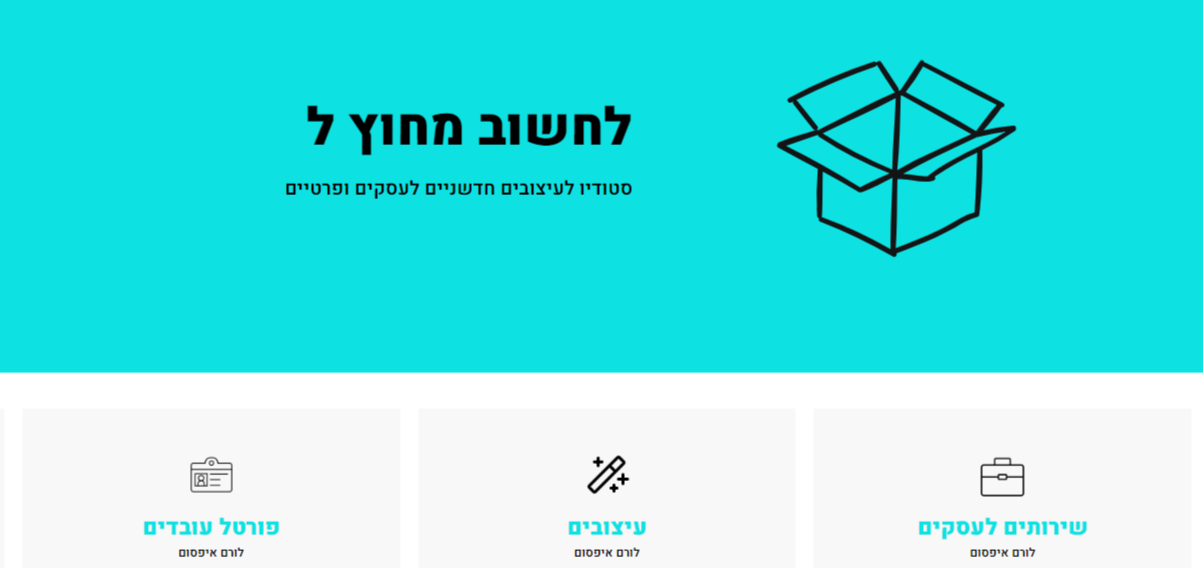 לחשוב מחוץ ל
סטודיו לעיצובים חדשניים לעסקים ופרטיים
שירותים לעסקים
לורם איפסום
עיצובים
לורם איפסום
פורטל עובדים
לורם איפסום